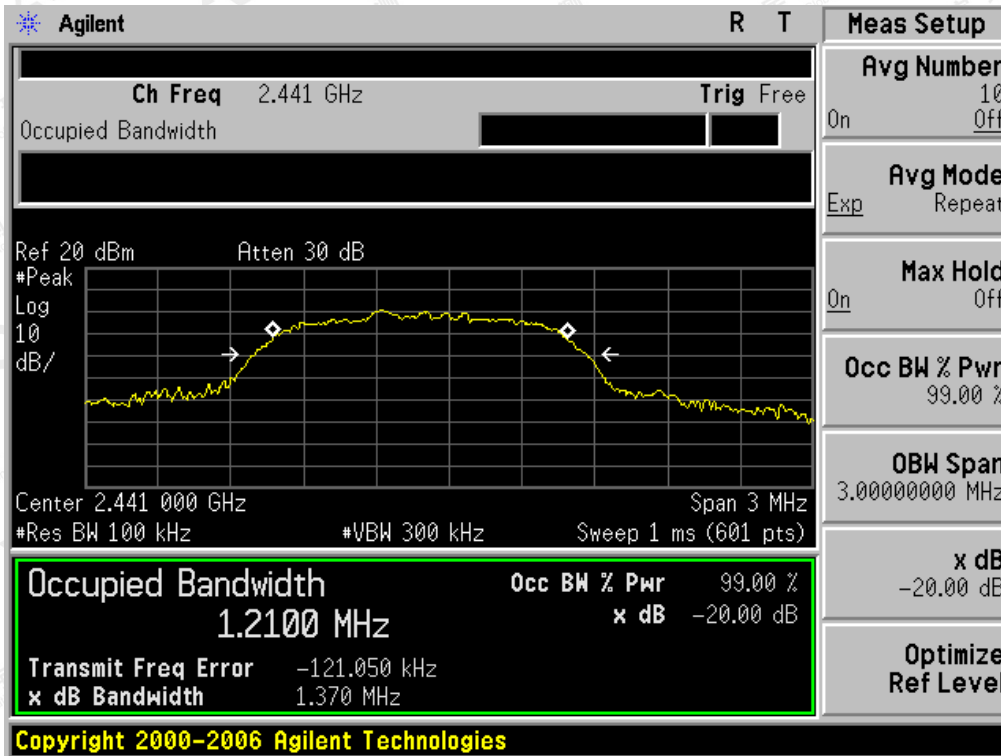 Agilent R T
Meas Setup
Ch Freq 2.441 GHz Trig Free
Occupied Bandwidth
Ref 20 dBm Atten 30 dB
#Peak
Log
10
dB/
Center 2.441 000 GHz Span 3 MHz
#Res BW 100 kHz #VBW 300 kHz Sweep 1 ms (601 pts)
Occupied Bandwidth Occ BW % Pwr 99.00 %
1.2100 MHz x dB -20.00 dB
Transmit Freq Error -121.050 kHz
x dB Bandwidth 1.370 MHz
Copyright 2000-2006 Agilent Technologies
Avg Number
10
On Off
Avg Mode
Exp Repeat
Max Hold
On Off
Occ BW % Pwr
99.00 %
OBW Span
3.00000000 MHz
x dB
-20.00 dB
Optimize
Ref Level